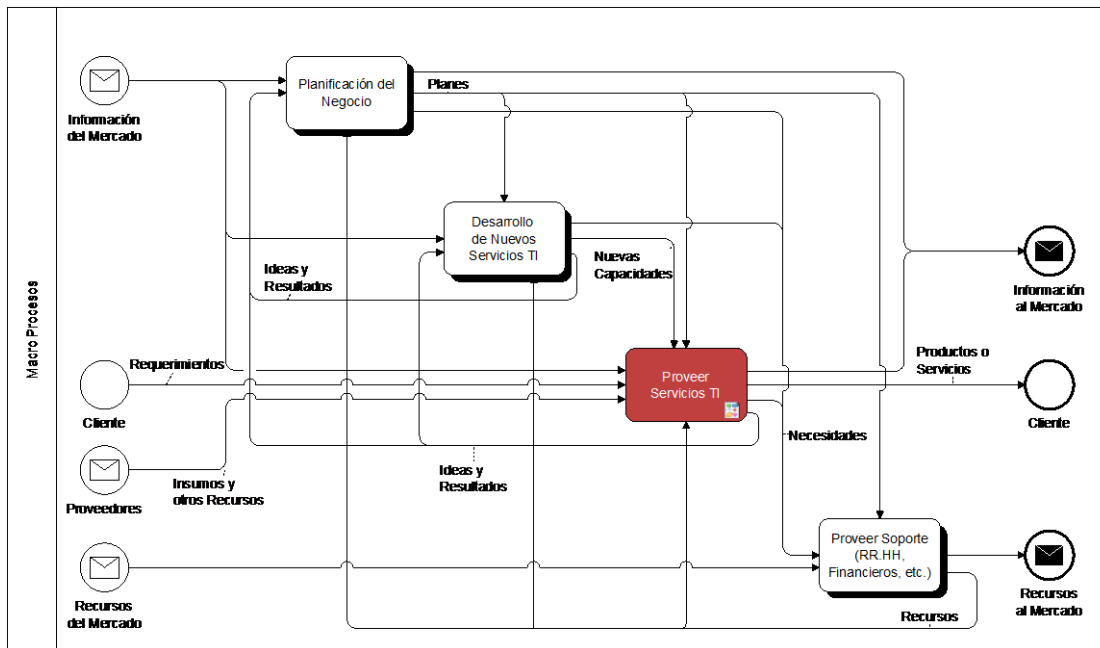 Macro Procesos
Información
del Mercado
Planificación del
Negocio
Planes
Desarrollo
de Nuevos
Servicios TI
Ideas y
Resultados
Nuevas
Capacidades
Información
al Mercado
Requerimientos
Cliente
Proveer
Servicios TI
Productos o
Servicios
Cliente
Necesidades
Ideas y
Resultados
Insumos y
otros Recursos
Proveedores
Proveer Soporte
(RR.HH,
Financieros, etc.)
Recursos
del Mercado
Recursos
Recursos
al Mercado